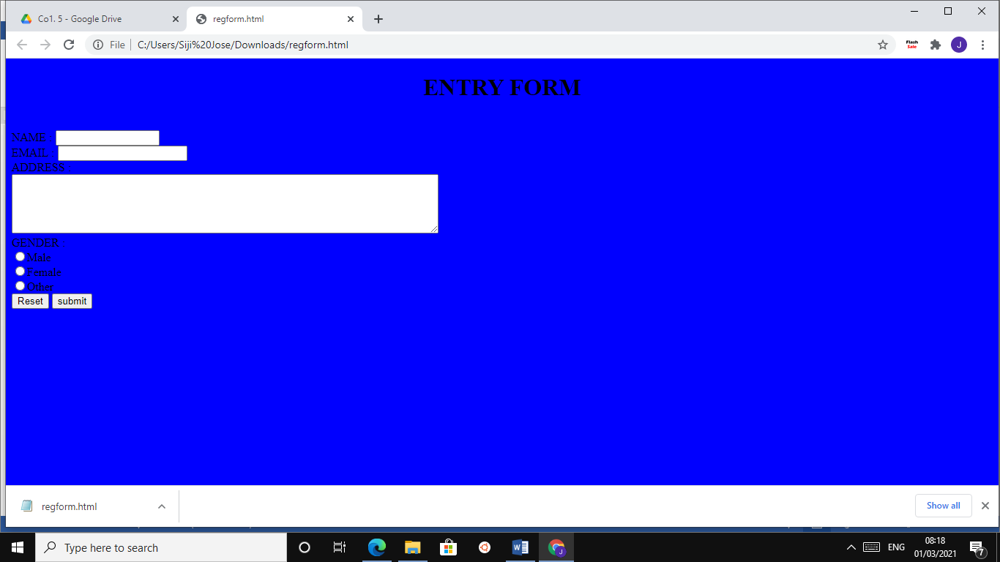 Co1. 5 - Google Drive
regform.html
File
C:/Users/Siji%20Jose/Downloads/regform.html
Flash
Sale
J
ENTRY FORM
NAME :
EMAIL :
ADDRESS :
GENDER :
Male
Female
Other
Reset submit
regform.html
Show all
Type here to search
W
J
ENG
08:18
01/03/2021
7